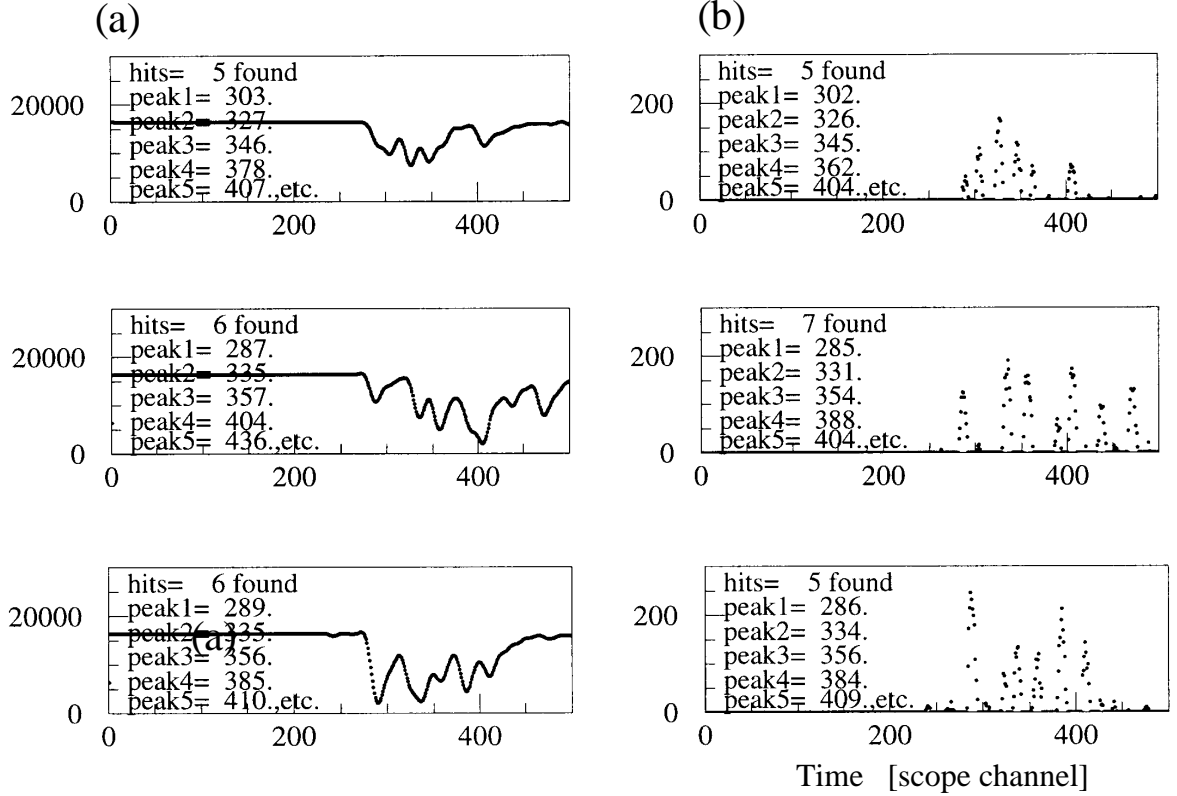 (a)
hits= 5 found
peak1= 303.
peak2= 327.
peak3= 346.
peak4= 378.
peak5= 407.,etc.
20000
0
0 200 400
(b)
hits= 5 found
peak1= 302.
peak2= 326.
peak3= 345.
peak4= 362.
peak5= 404.,etc.
200
0
0 200 400
hits= 6 found
peak1= 287.
peak2= 335.
peak3= 357.
peak4= 404.
peak5= 436.,etc.
20000
0
0 200 400
hits= 7 found
peak1= 285.
peak2= 331.
peak3= 354.
peak4= 388.
peak5= 404.,etc.
200
0
0 200 400
hits= 6 found
peak1= 289.
peak2= 335.
(a)
peak3= 356.
peak4= 385.
peak5= 410.,etc.
20000
0
0 200 400
hits= 5 found
peak1= 286.
peak2= 334.
peak3= 356.
peak4= 384.
peak5= 409.,etc.
200
0
0 200 400
Time [scope channel]